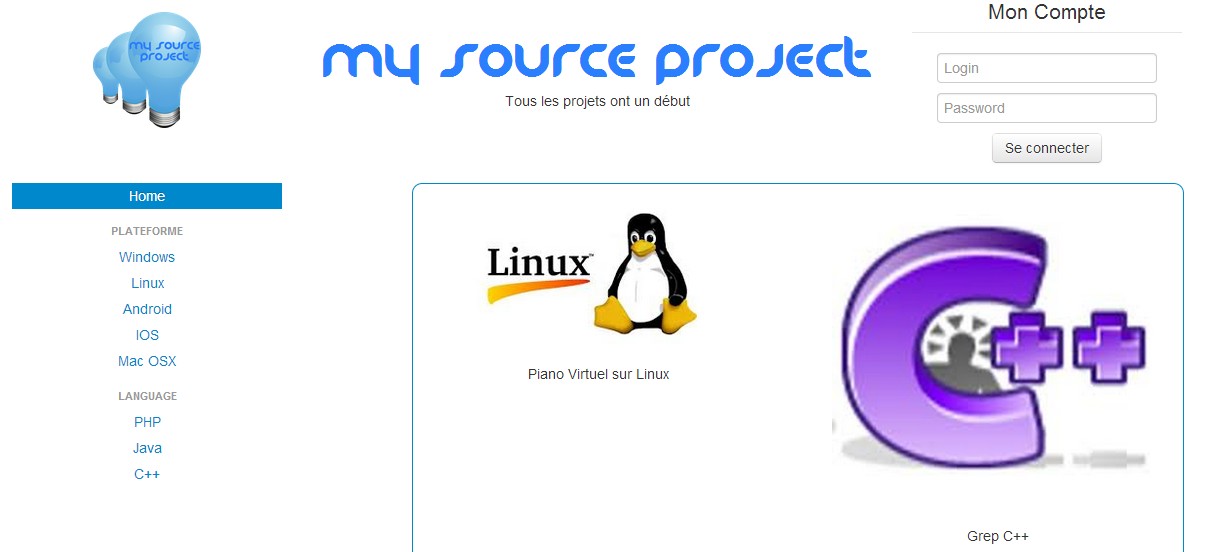 my source
project
my source project
Tous les projets ont un début
Mon Compte
Login
Password
Se connecter
Home
PLATEFORME
Windows
Linux
Android
IOS
Mac OSX
LANGUAGE
PHP
Java
C++
Linux™
Piano Virtuel sur Linux
C++
Grep C++